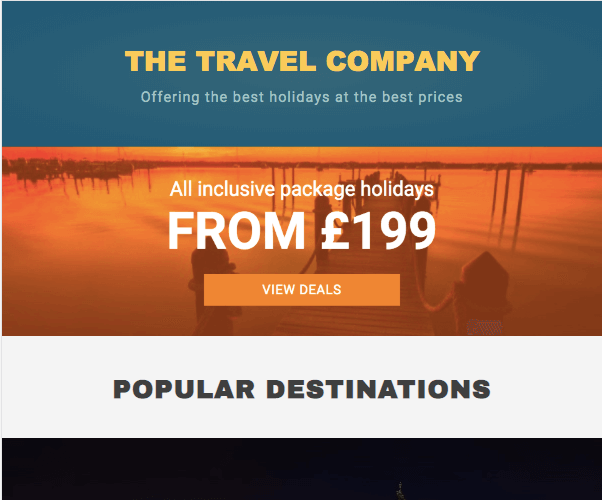 THE TRAVEL COMPANY
Offering the best holidays at the best prices
All inclusive package holidays
FROM £199
VIEW DEALS
POPULAR DESTINATIONS